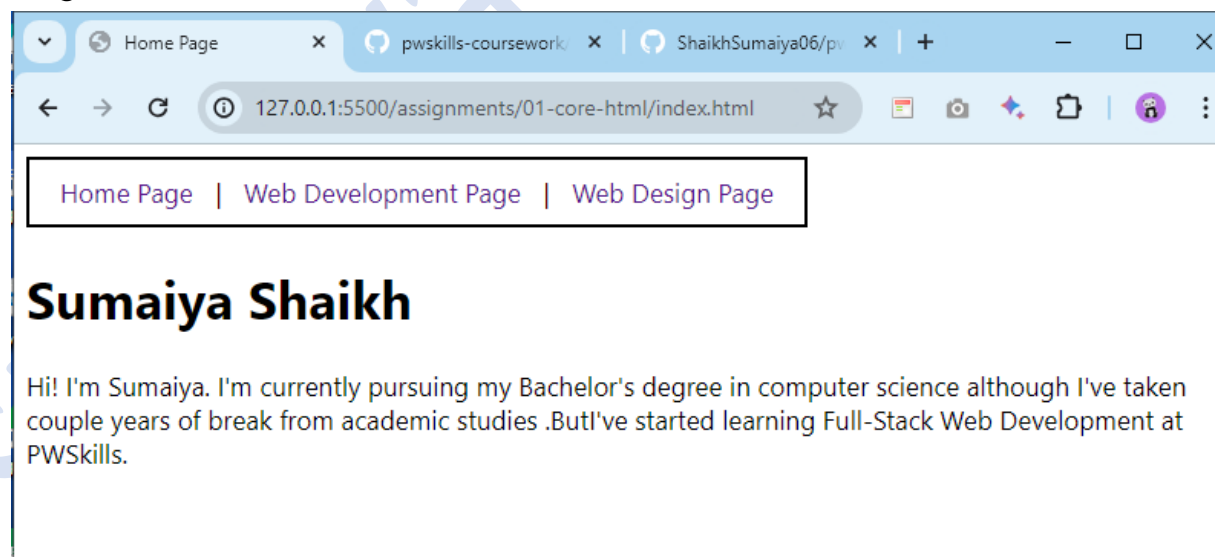 Home Page
pwskills-coursework/
ShaikhSumaiya06/pw
127.0.0.1:5500/assignments/01-core-html/index.html
Home Page | Web Development Page | Web Design Page
Sumaiya Shaikh
Hi! I'm Sumaiya. I'm currently pursuing my Bachelor's degree in computer science although I've taken
couple years of break from academic studies .ButI've started learning Full-Stack Web Development at
PWSkills.